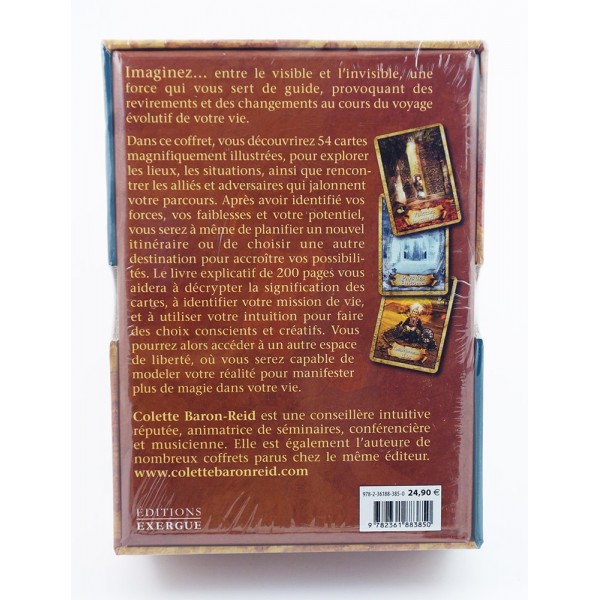 Imaginez... entre le visible et l'invisible, une
force qui vous sert de guide, provoquant des
revirements et des changements au cours du voyage
évolutif de votre vie.
Dans ce coffret, vous découvrirez 54 cartes
magnifiquement illustrées, pour explorer
les lieux, les situations, ainsi que rencon-
trer les alliés et adversaires qui jalonnent
votre parcours. Après avoir identifié vos
forces, vos faiblesses et votre potentiel,
vous serez à même de planifier un nouvel
itinéraire ou de choisir une autre
destination pour accroître vos possibili-
tés. Le livre explicatif de 200 pages vous
aidera à décrypter la signification des
cartes, à identifier votre mission de vie,
et à utiliser votre intuition pour faire
des choix conscients et créatifs. Vous
pourrez alors accéder à un autre espace
de liberté, où vous serez capable de
modeler votre réalité pour manifester
plus de magie dans votre vie.
Colette Baron-Reid est une conseillère intuitive
réputée, animatrice de séminaires, conférencière
et musicienne. Elle est également l'auteure de
nombreux coffrets parus chez le même éditeur.
www.colettebaronreid.com
978-2-36188-385-0 24,90 €
9 782361 883850
ÉDITIONS
EXERGUE